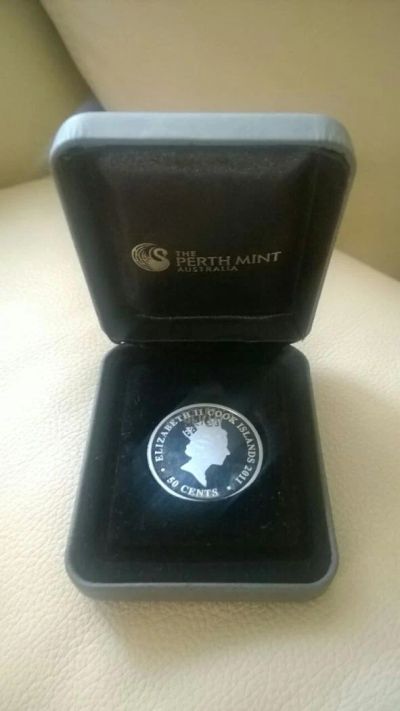 THE
PERTH MINT
AUSTRALIA
ELIZABETH II COOK ISLANDS 2011
• 50 CENTS •